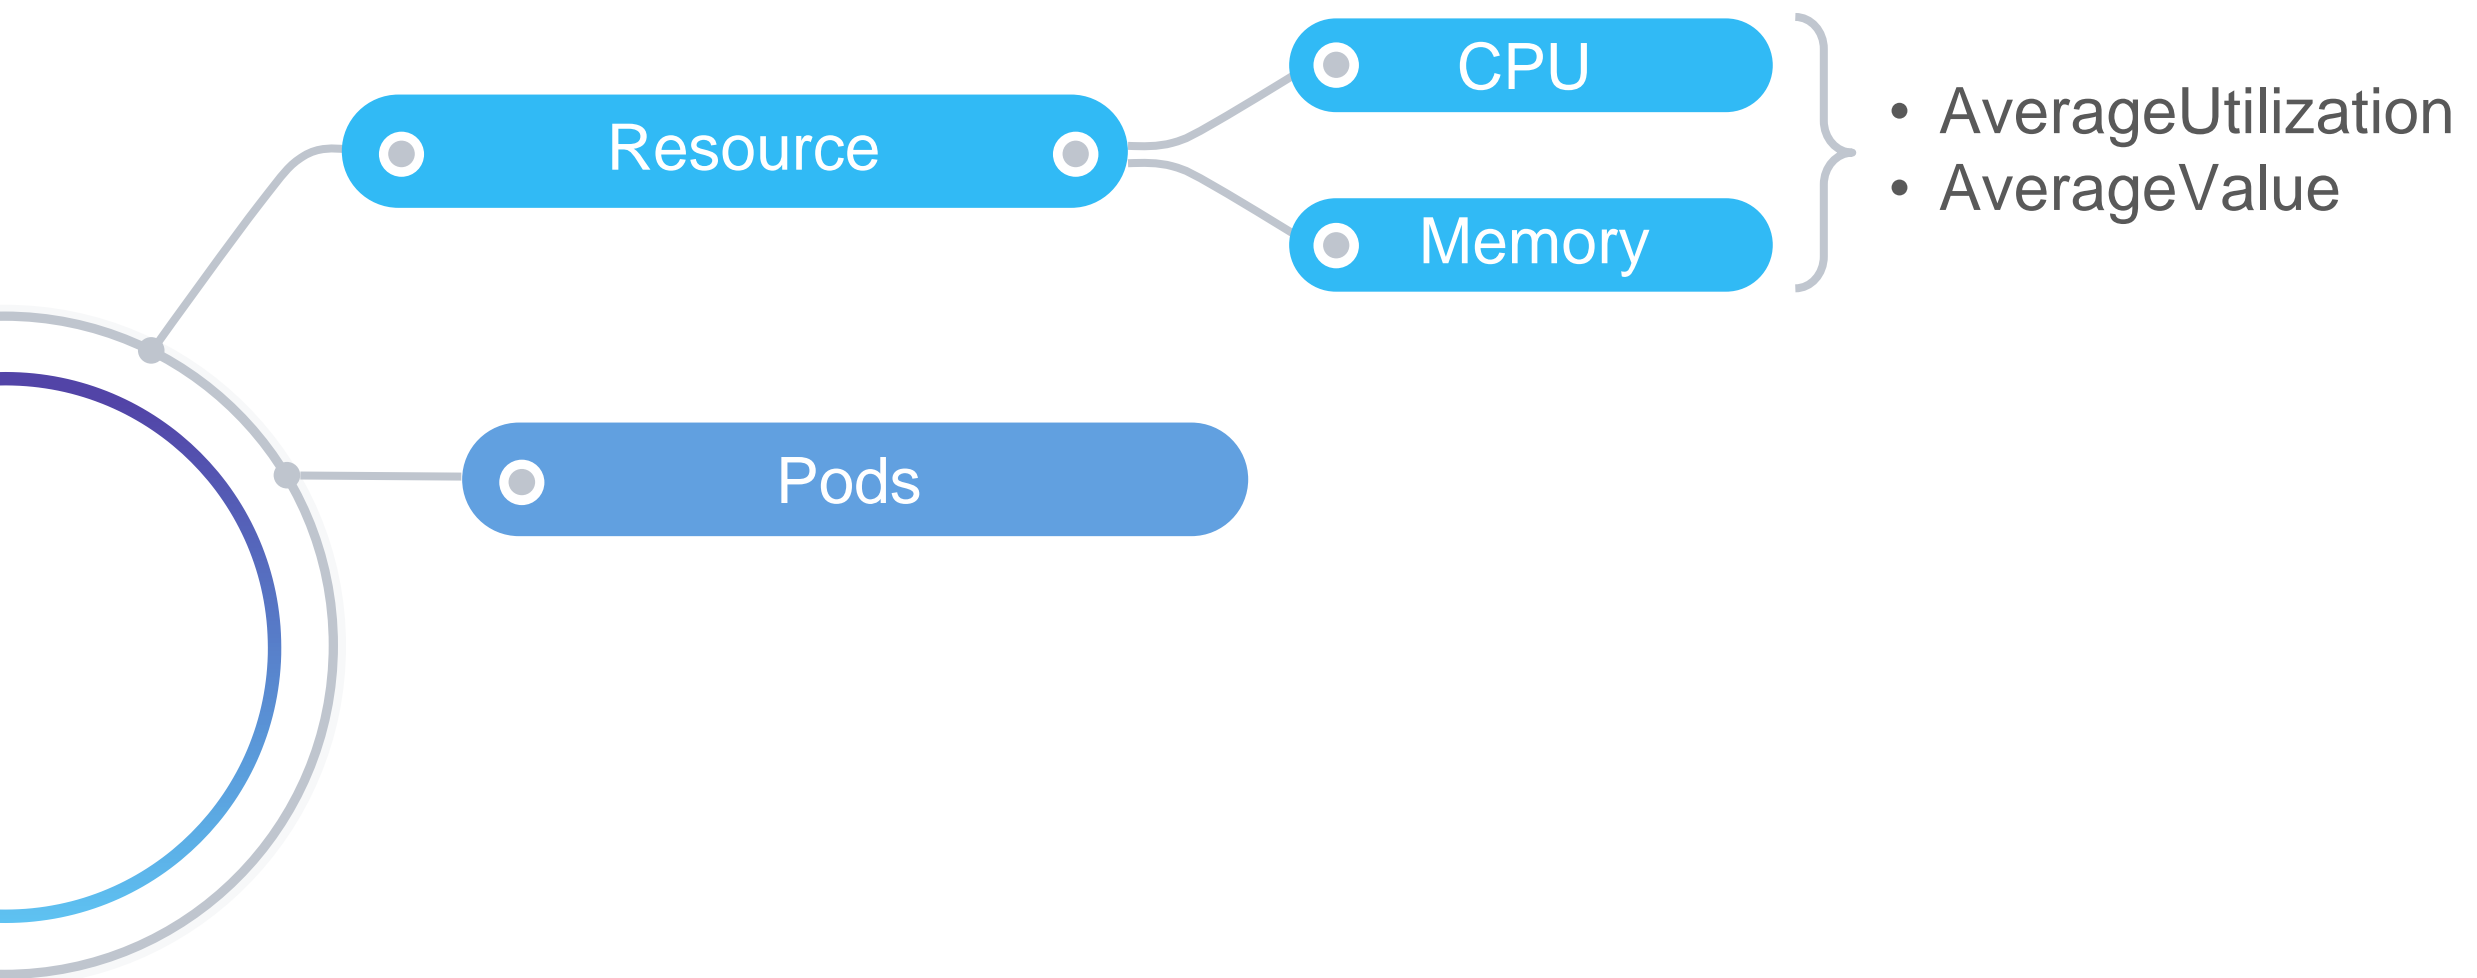 CPU
Resource
Memory
• AverageUtilization
• AverageValue
Pods